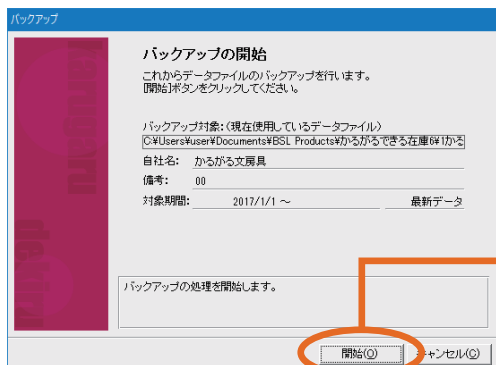 バックアップ
バックアップの開始
これからデータファイルのバックアップを行います。
[開始]ボタンをクリックしてください。
バックアップ対象:(現在使用しているデータファイル)
C:¥Users¥user¥Documents¥BSL Products¥かるがるできる在庫6¥1かる
自社名: かるがる文房具
備考: 00
対象期間: 2017/1/1 ～ 最新データ
バックアップの処理を開始します。
開始(O) キャンセル(C)
karugaru
dekiru